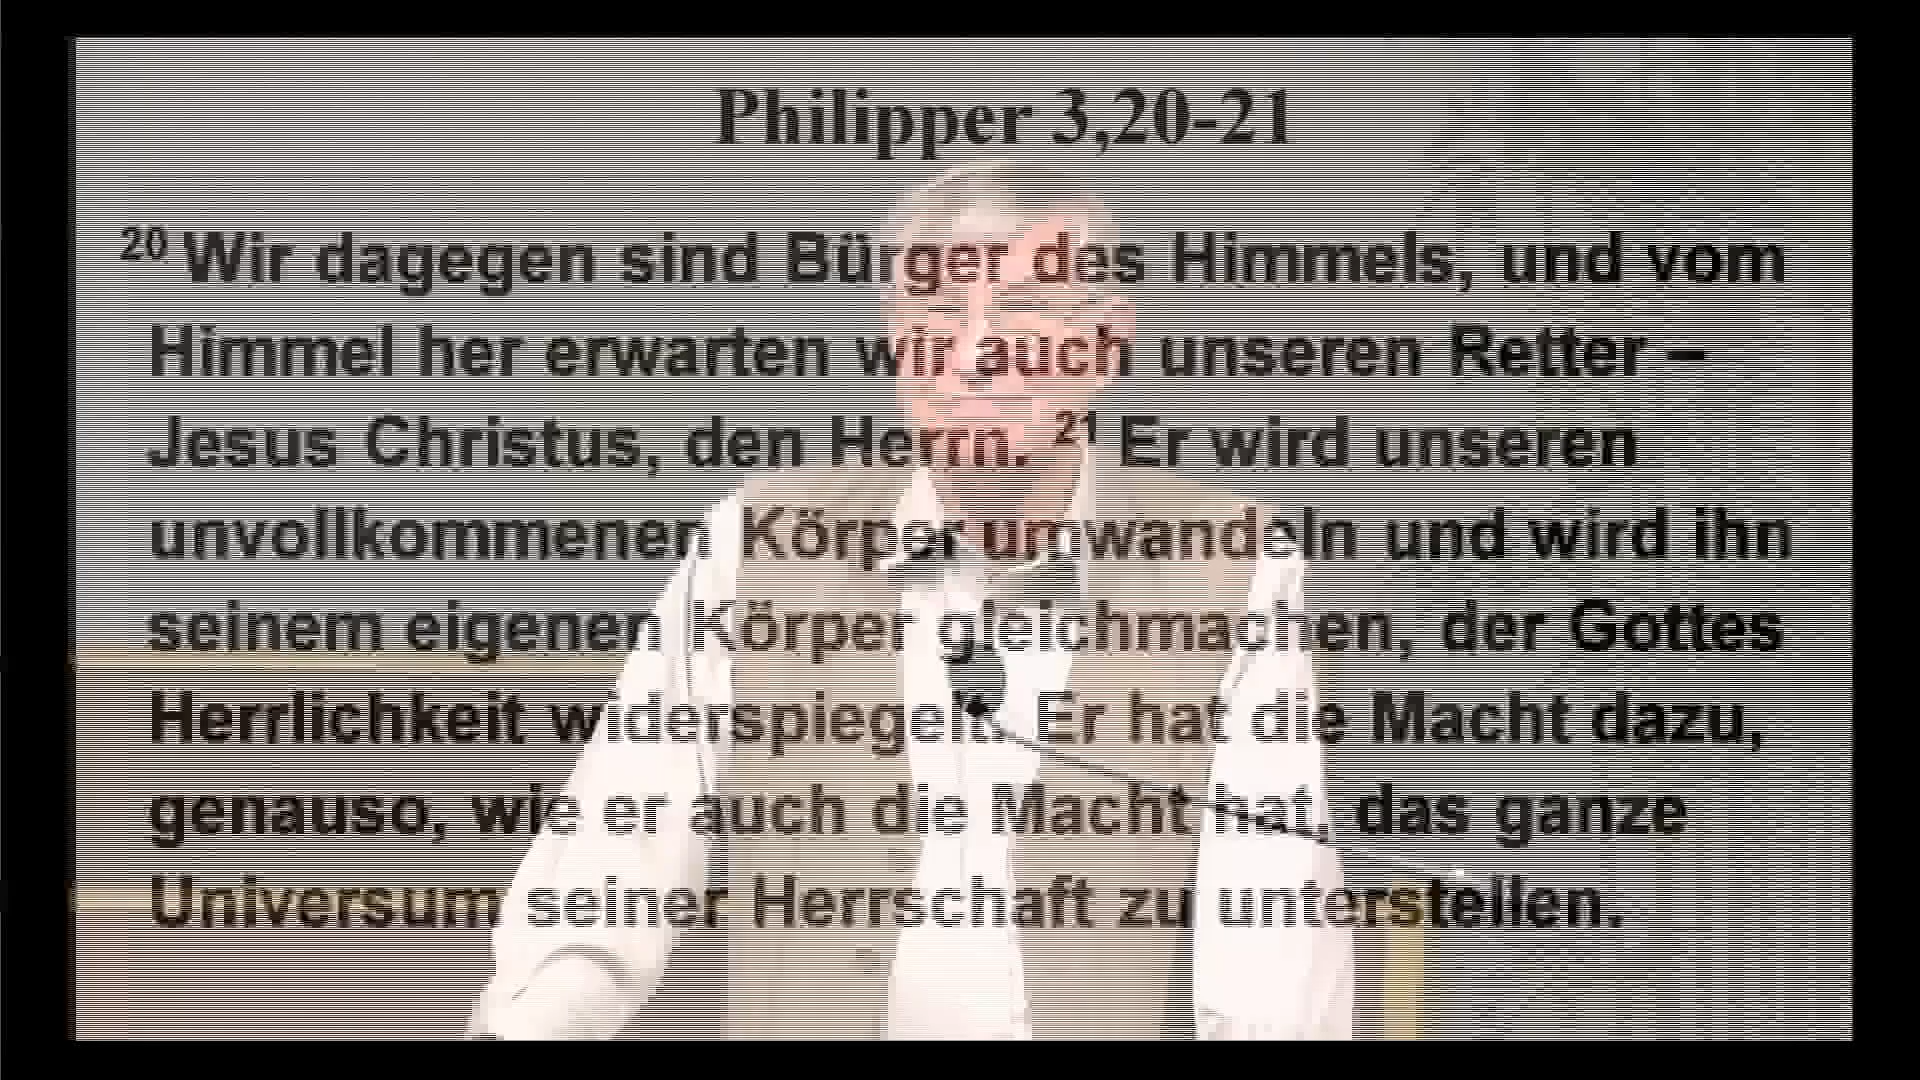 Philipper 3,20-21
20 Wir dagegen sind Bürger des Himmels, und vom
Himmel her erwarten wir auch unseren Retter –
Jesus Christus, den Herrn. 21 Er wird unseren
unvollkommenen Körper umwandeln und wird ihn
seinem eigenen Körper gleichmachen, der Gottes
Herrlichkeit widerspiegelt. Er hat die Macht dazu,
genauso, wie er auch die Macht hat, das ganze
Universum seiner Herrschaft zu unterstellen.